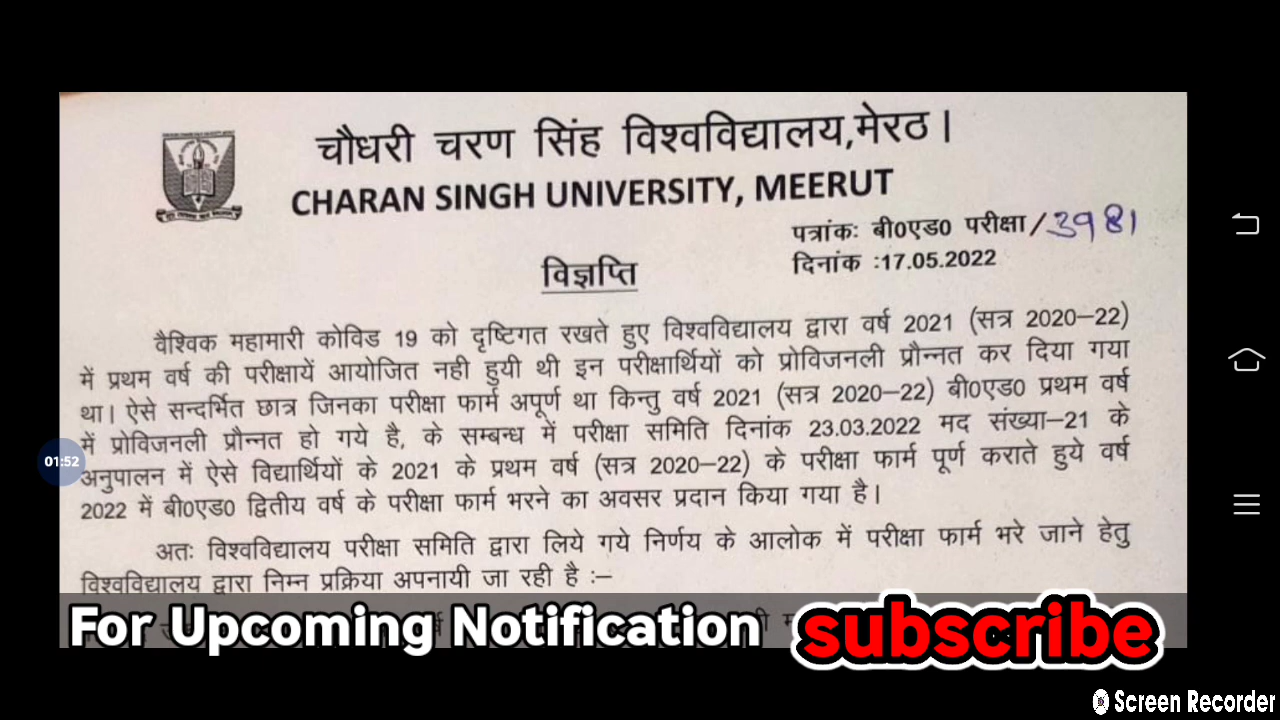 चौधरी चरण सिंह विश्वविद्यालय,मेरठ।
CHARAN SINGH UNIVERSITY, MEERUT
पत्रांकः बी0एड0 परीक्षा/3981
दिनांक :17.05.2022
विज्ञप्ति
वैश्विक महामारी कोविड 19 को दृष्टिगत रखते हुए विश्वविद्यालय द्वारा वर्ष 2021 (सत्र 2020–22)
में प्रथम वर्ष की परीक्षायें आयोजित नही हुयी थी इन परीक्षार्थियों को प्रोविजनली प्रौन्नत कर दिया गया
था। ऐसे सन्दर्भित छात्र जिनका परीक्षा फार्म अपूर्ण था किन्तु वर्ष 2021 (सत्र 2020–22) बी0एड0 प्रथम वर्ष
में प्रोविजनली प्रौन्नत हो गये है, के सम्बन्ध में परीक्षा समिति दिनांक 23.03.2022 मद संख्या–21 के
01:52
अनुपालन में ऐसे विद्यार्थियों के 2021 के प्रथम वर्ष (सत्र 2020–22) के परीक्षा फार्म पूर्ण कराते हुये वर्ष
2022 में बी0एड0 द्वितीय वर्ष के परीक्षा फार्म भरने का अवसर प्रदान किया गया है।
अतः विश्वविद्यालय परीक्षा समिति द्वारा लिये गये निर्णय के आलोक में परीक्षा फार्म भरे जाने हेतु
विश्वविद्यालय द्वारा निम्न प्रक्रिया अपनायी जा रही है :–
For Upcoming Notification subscribe
Screen Recorder